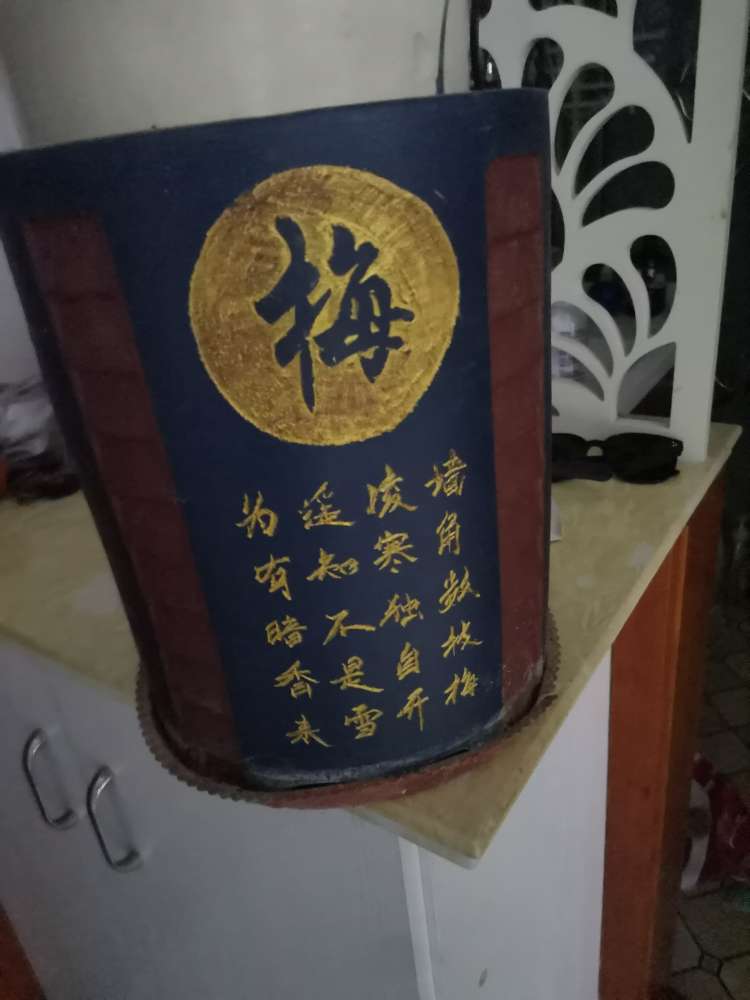 梅
墙角数枝梅
凌寒独自开
遥知不是雪
为有暗香来